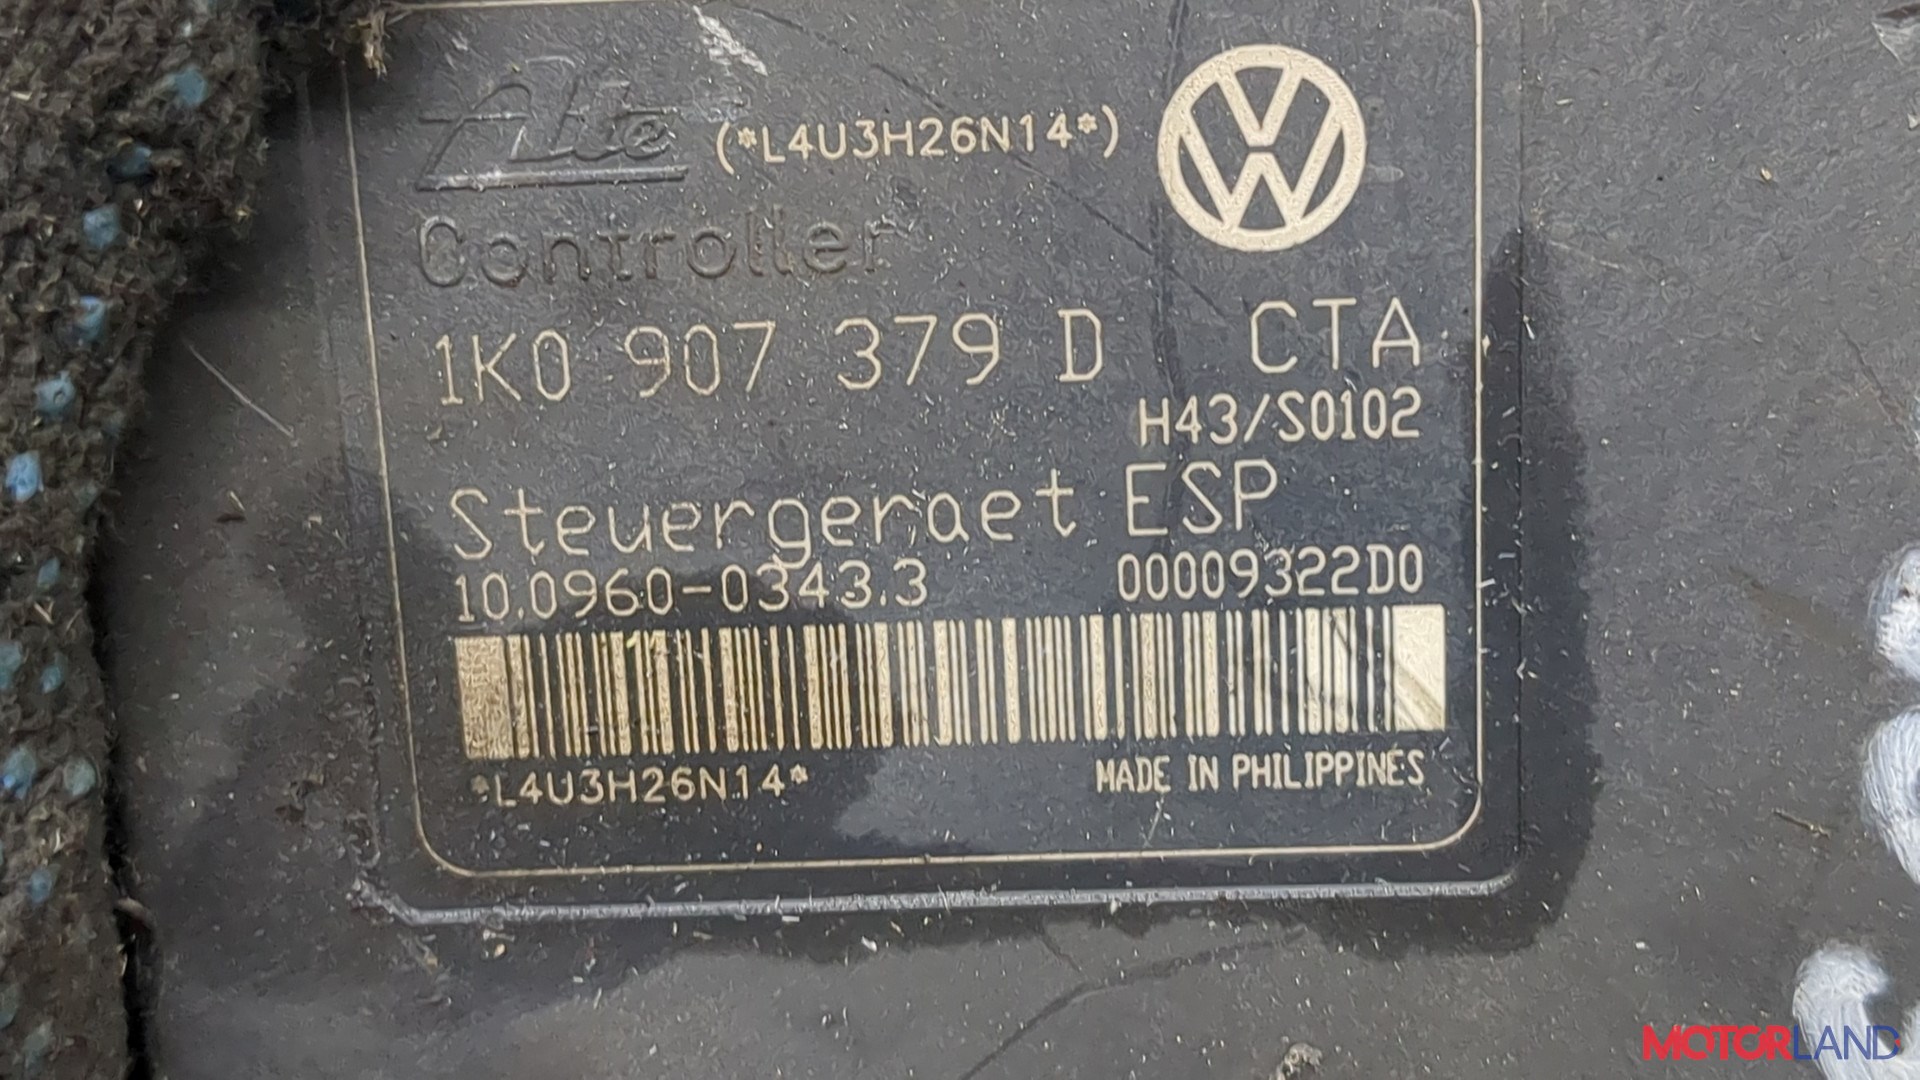 Ate (*L4U3H26N14*)
Controller
1K0 907 379 D CTA
H43/S0102
Steuergeraet ESP
10.0960-0343.3 00009322D0
*L4U3H26N14* MADE IN PHILIPPINES
MOTORLAND